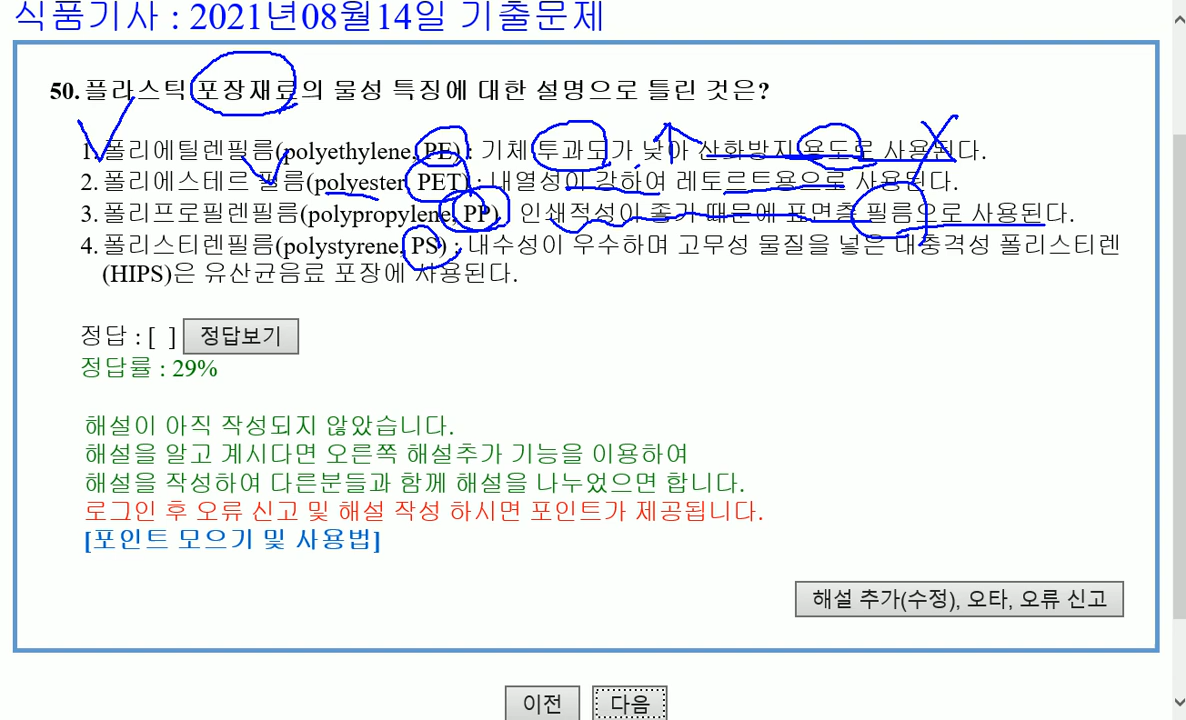 식품기사 : 2021년08월14일 기출문제
50. 플라스틱 포장재료의 물성 특징에 대한 설명으로 틀린 것은?
1. 폴리에틸렌필름(polyethylene, PE) : 기체 투과도가 낮아 산화방지 용도로 사용된다.
2. 폴리에스테르 필름(polyester, PET) : 내열성이 강하여 레토르트용으로 사용된다.
3. 폴리프로필렌필름(polypropylene, PP) : 인쇄적성이 좋기 때문에 표면층 필름으로 사용된다.
4. 폴리스티렌필름(polystyrene, PS) : 내수성이 우수하며 고무성 물질을 넣은 내충격성 폴리스티렌
(HIPS)은 유산균음료 포장에 사용된다.
정답 : [ ] 정답보기
정답률 : 29%
해설이 아직 작성되지 않았습니다.
해설을 알고 계시다면 오른쪽 해설추가 기능을 이용하여
해설을 작성하여 다른분들과 함께 해설을 나누었으면 합니다.
로그인 후 오류 신고 및 해설 작성 하시면 포인트가 제공됩니다.
[포인트 모으기 및 사용법]
해설 추가(수정), 오타, 오류 신고
이전 다음